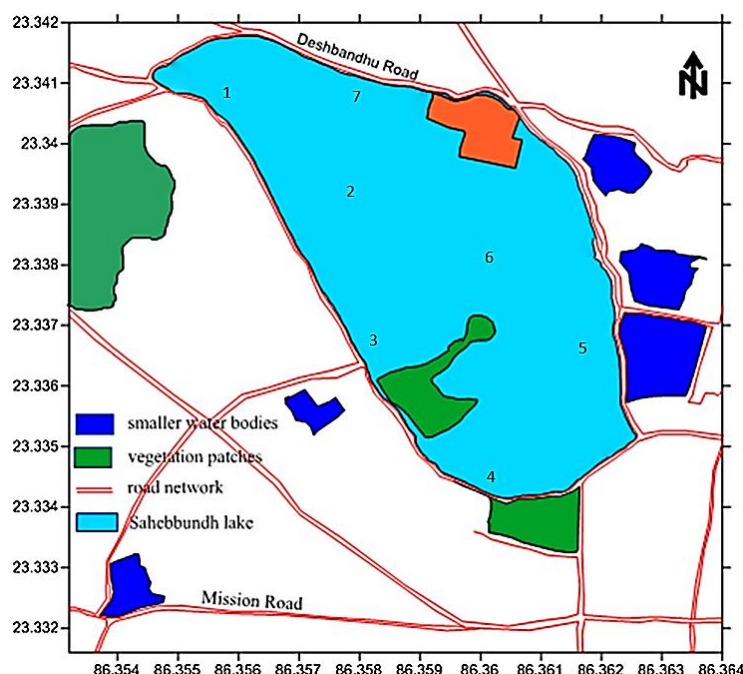 23.342
23.341
23.34
23.339
23.338
23.337
23.336
23.335
23.334
23.333
23.332
Deshbandhu Road
N
1
7
2
6
3
5
4
smaller water bodies
vegetation patches
road network
Sahebbundh lake
Mission Road
86.354 86.355 86.356 86.357 86.358 86.359 86.36 86.361 86.362 86.363 86.364